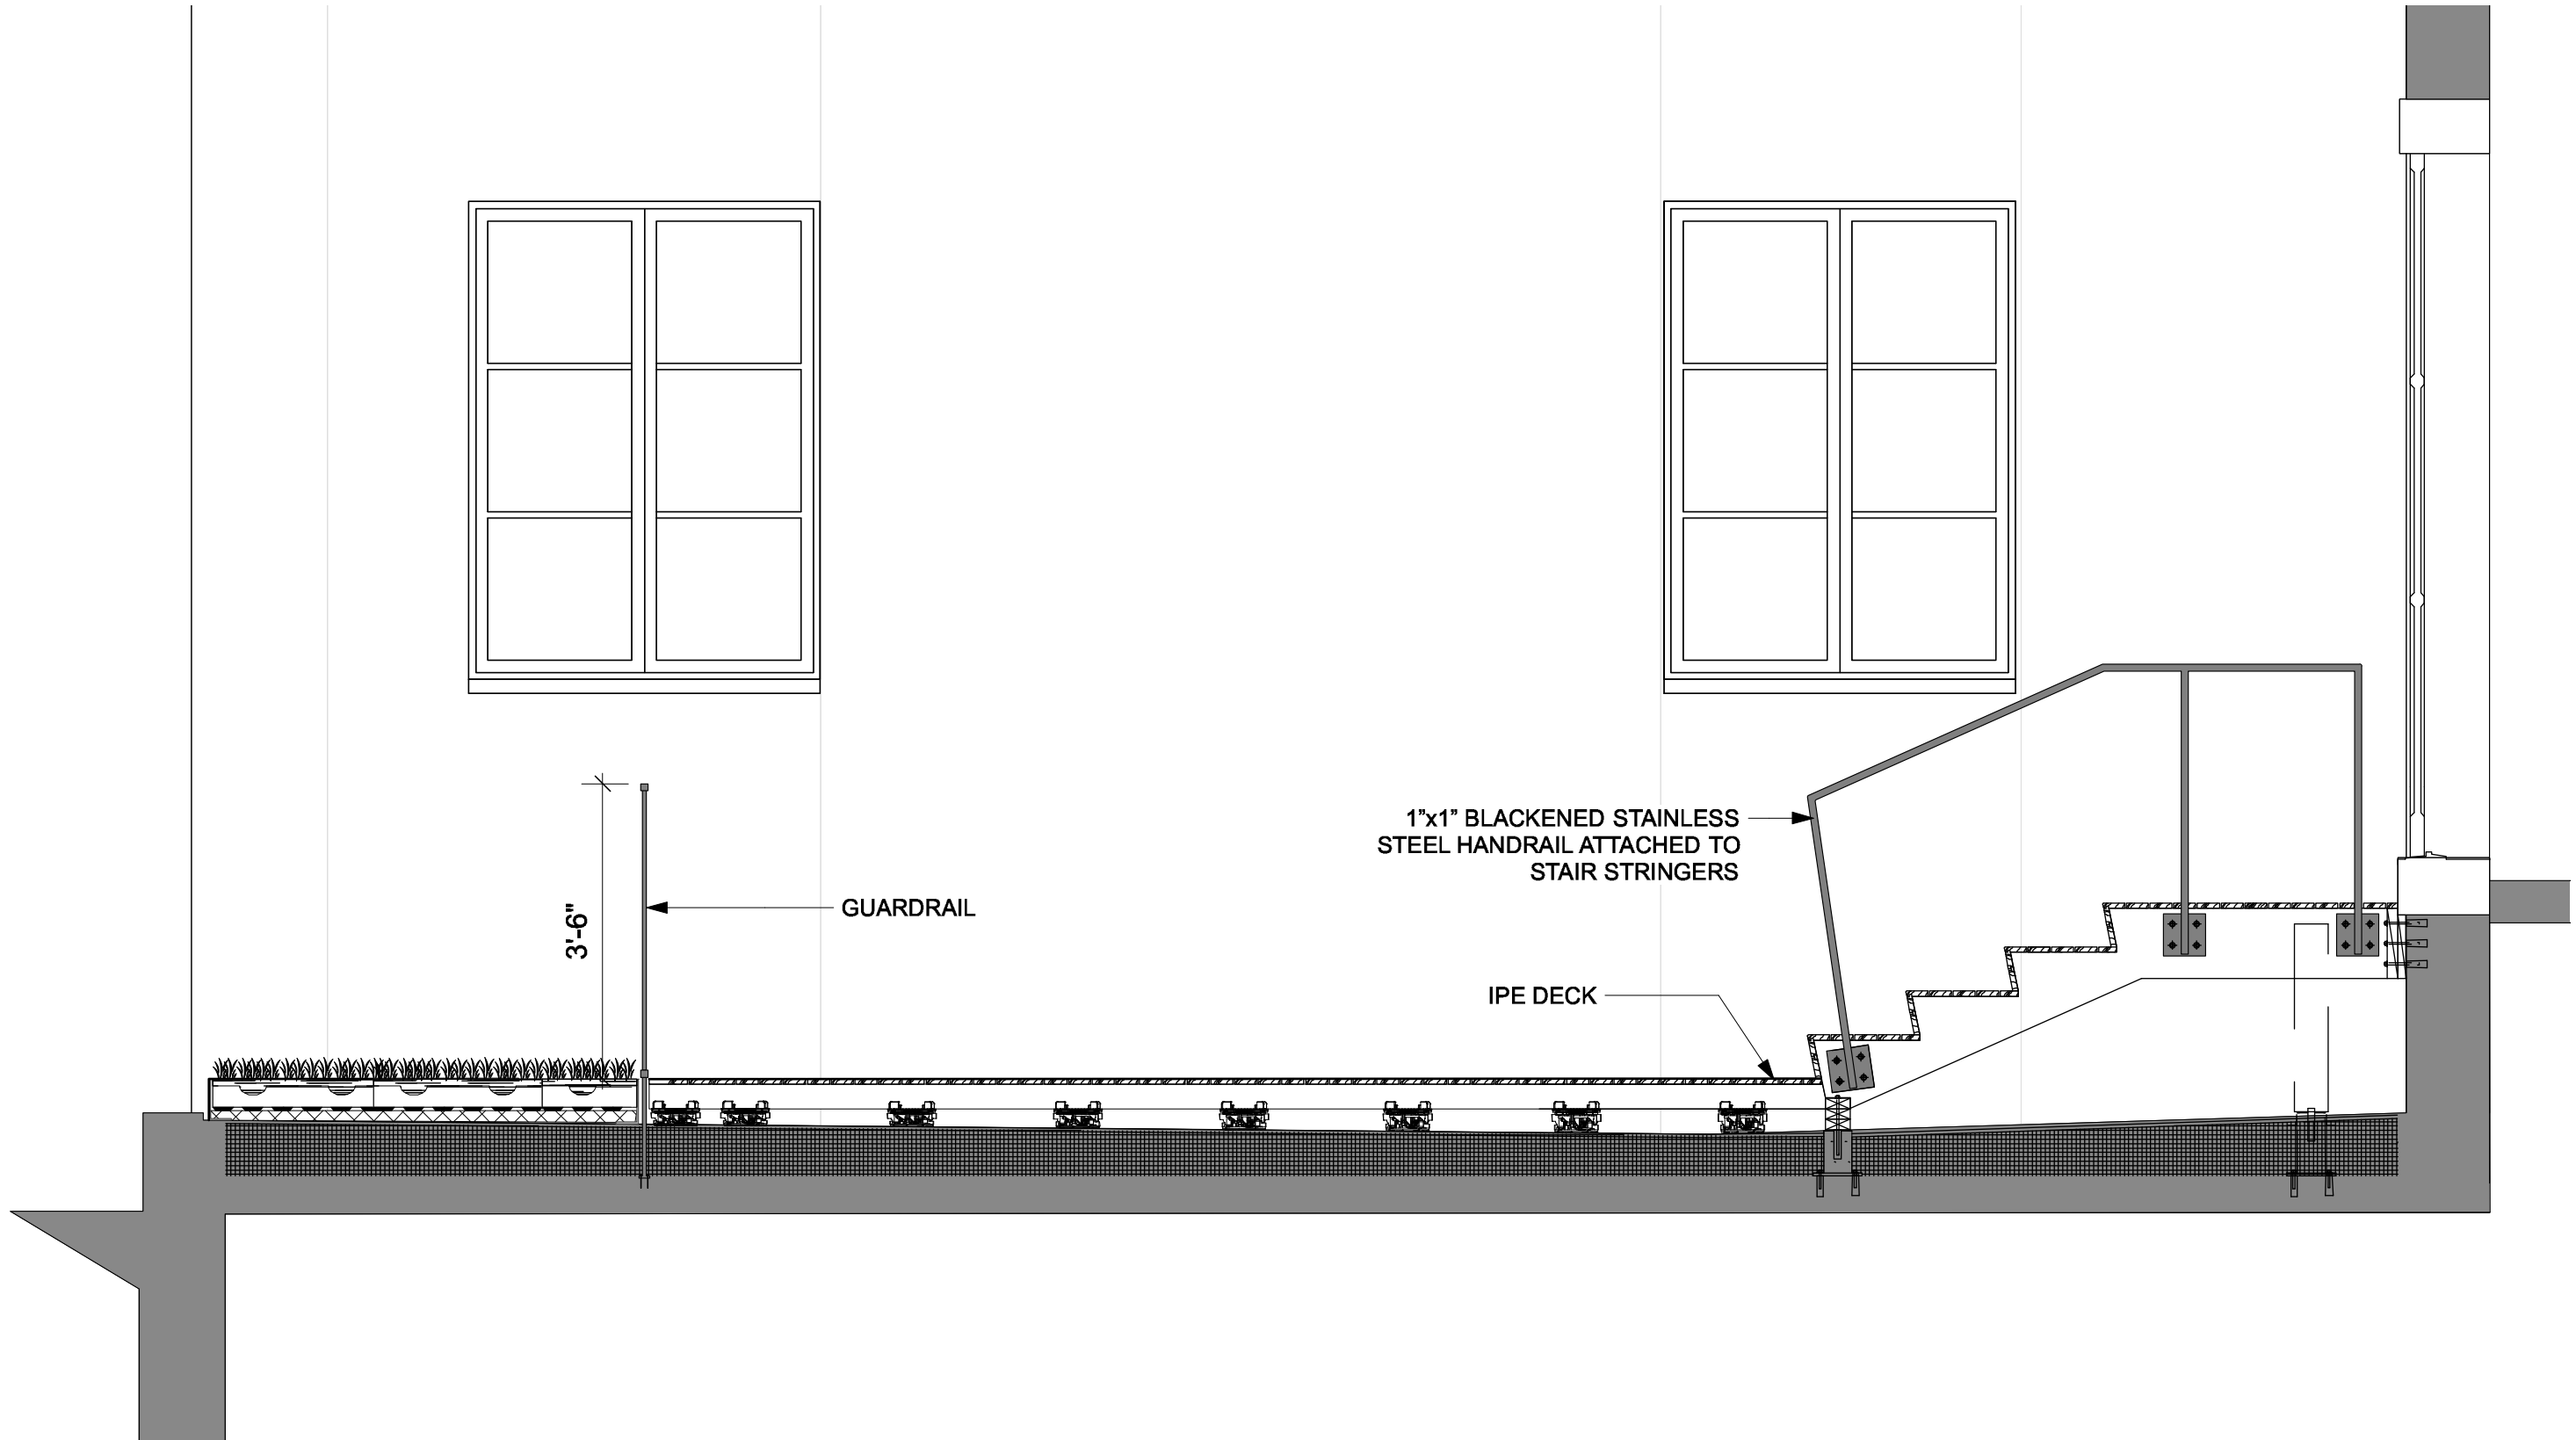 3'-6"
GUARDRAIL
1”x1” BLACKENED STAINLESS
STEEL HANDRAIL ATTACHED TO
STAIR STRINGERS
IPE DECK